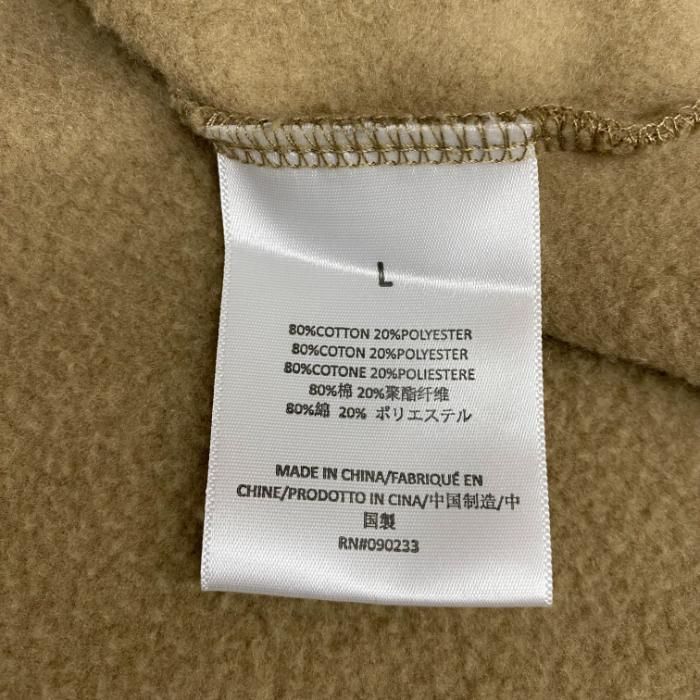 L
80%COTTON 20%POLYESTER
80%COTON 20%POLYESTER
80%COTONE 20%POLIESTERE
80%棉 20%聚酯纤维
80%綿 20% ポリエステル
MADE IN CHINA/FABRIQUÉ EN
CHINE/PRODOTTO IN CINA/中国制造/中
国製
RN#090233